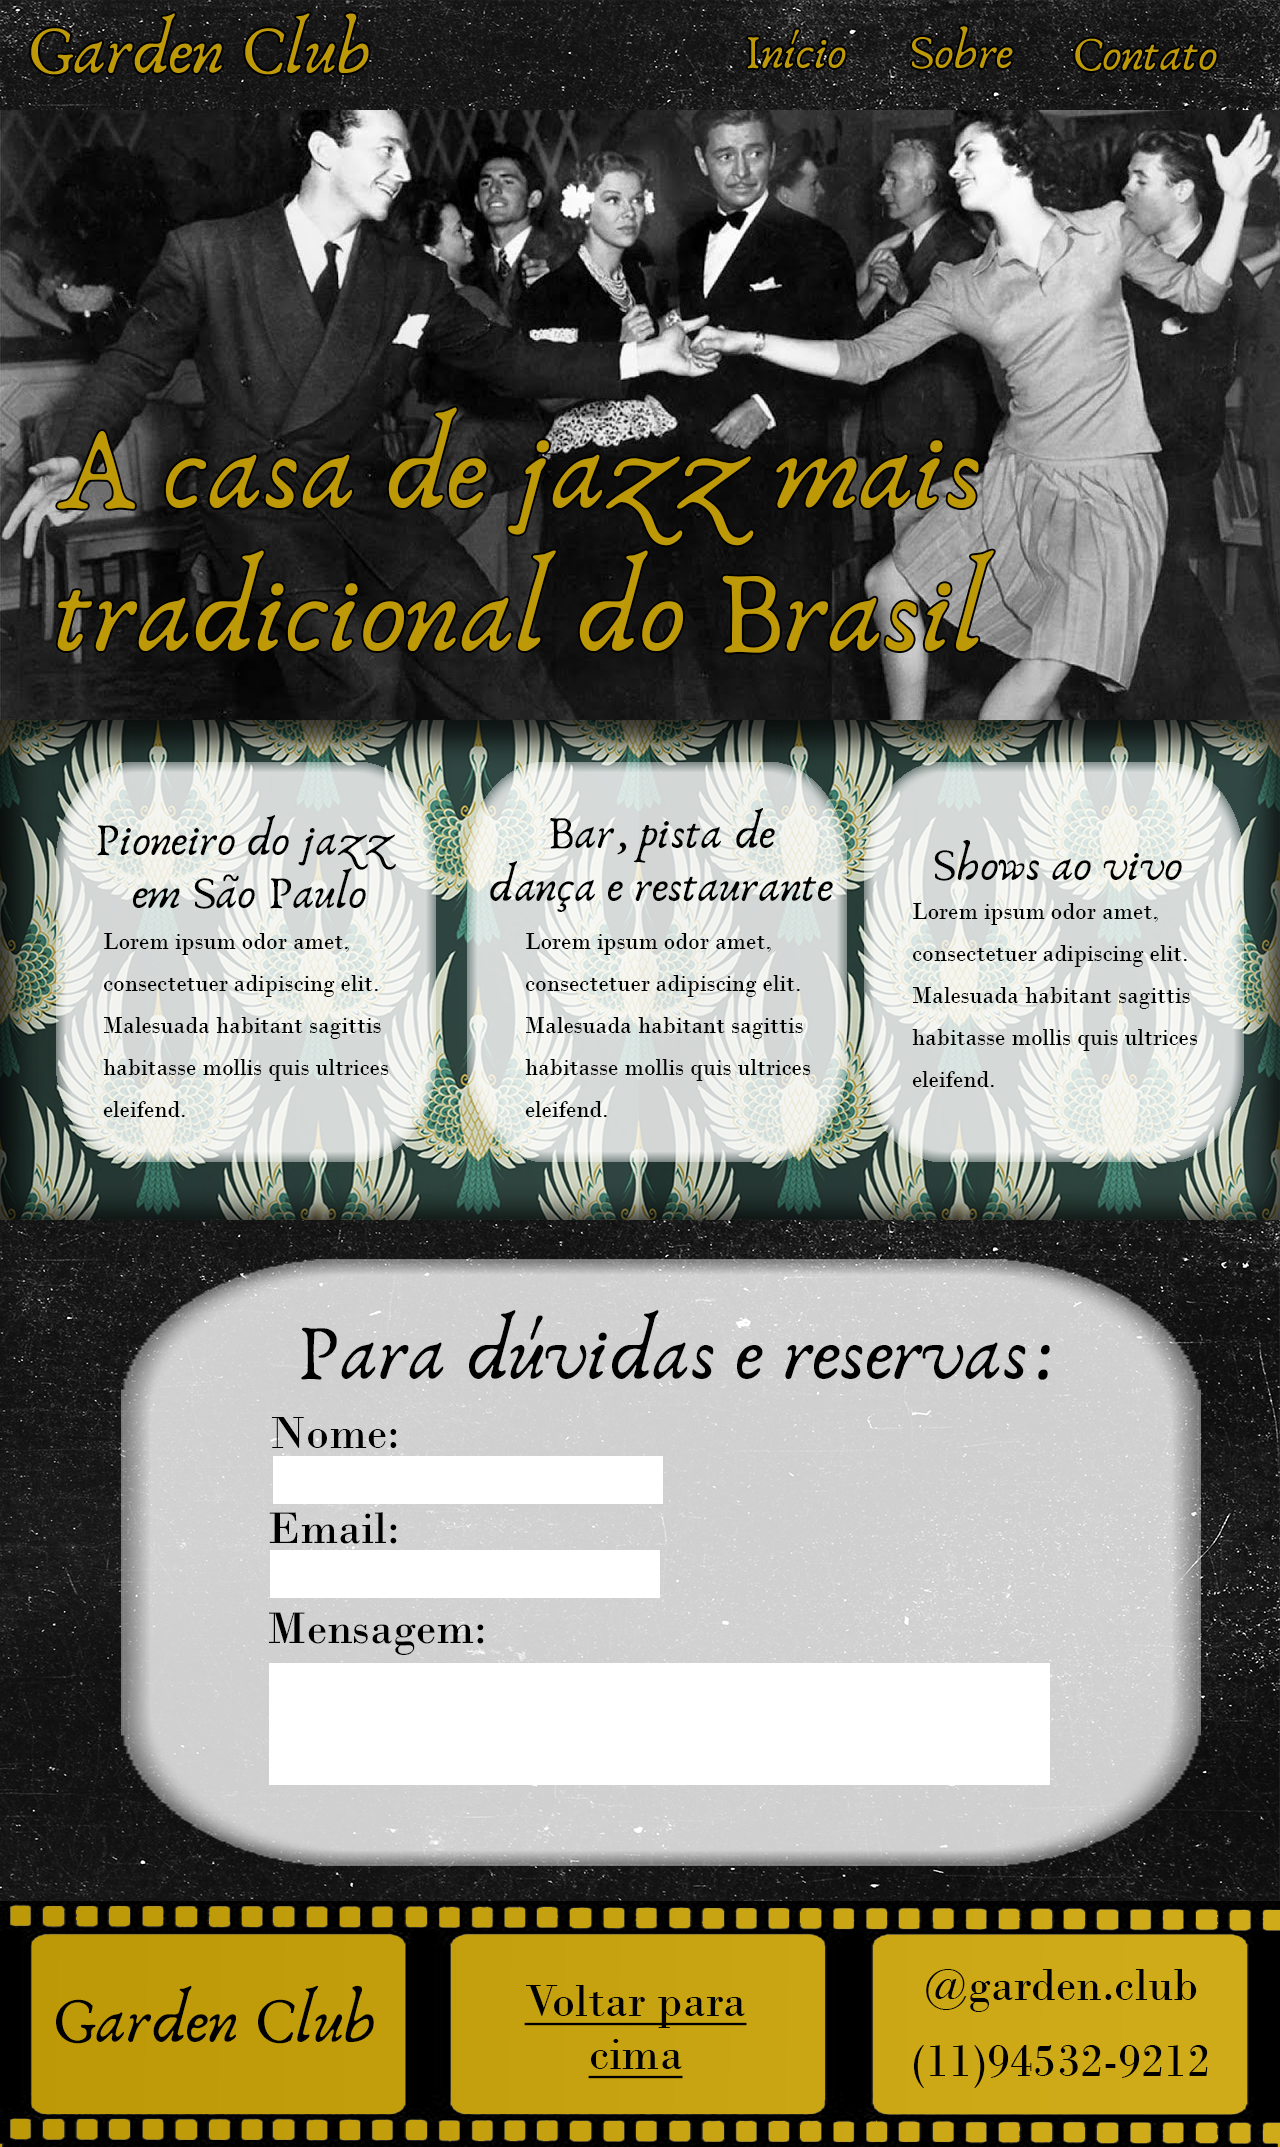 Garden Club
Início
Sobre
Contato
A casa de jazz mais
tradicional do Brasil
Pioneiro do jazz
em São Paulo
Lorem ipsum odor amet,
consectetuer adipiscing elit.
Malesuada habitant sagittis
habitasse mollis quis ultrices
eleifend.
Bar, pista de
dança e restaurante
Lorem ipsum odor amet,
consectetuer adipiscing elit.
Malesuada habitant sagittis
habitasse mollis quis ultrices
eleifend.
Shows ao vivo
Lorem ipsum odor amet,
consectetuer adipiscing elit.
Malesuada habitant sagittis
habitasse mollis quis ultrices
eleifend.
Para dúvidas e reservas:
Nome:
Email:
Mensagem:
Garden Club
Voltar para
cima
@garden.club
(11)94532-9212